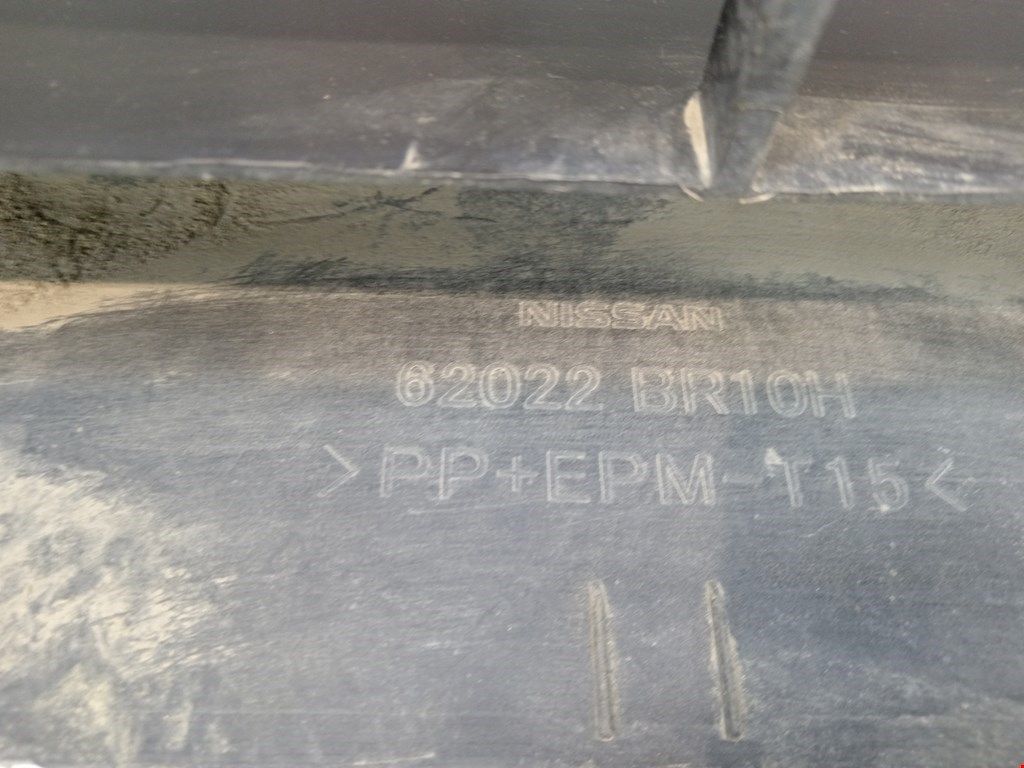 NISSAN
62022 BR10H
>PP+EPM-T15<